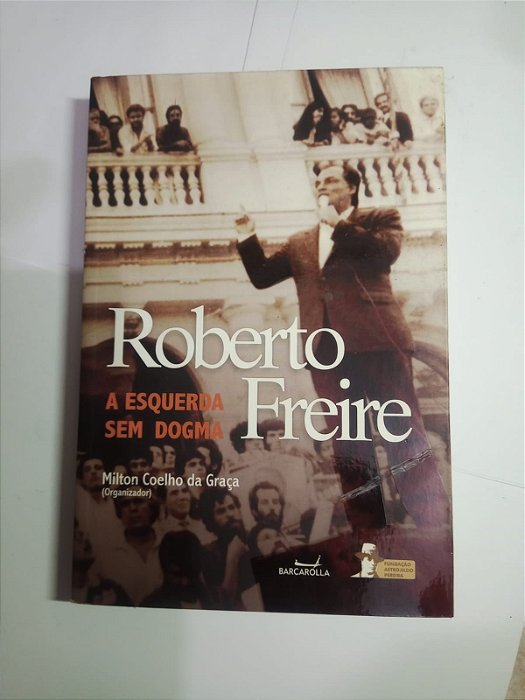 Roberto
A ESQUERDA
SEM DOGMA
Freire
Milton Coelho da Graça
(Organizador)
BARCAROLLA
FUNDAÇÃO
ASTROJILDO
PEREIRA